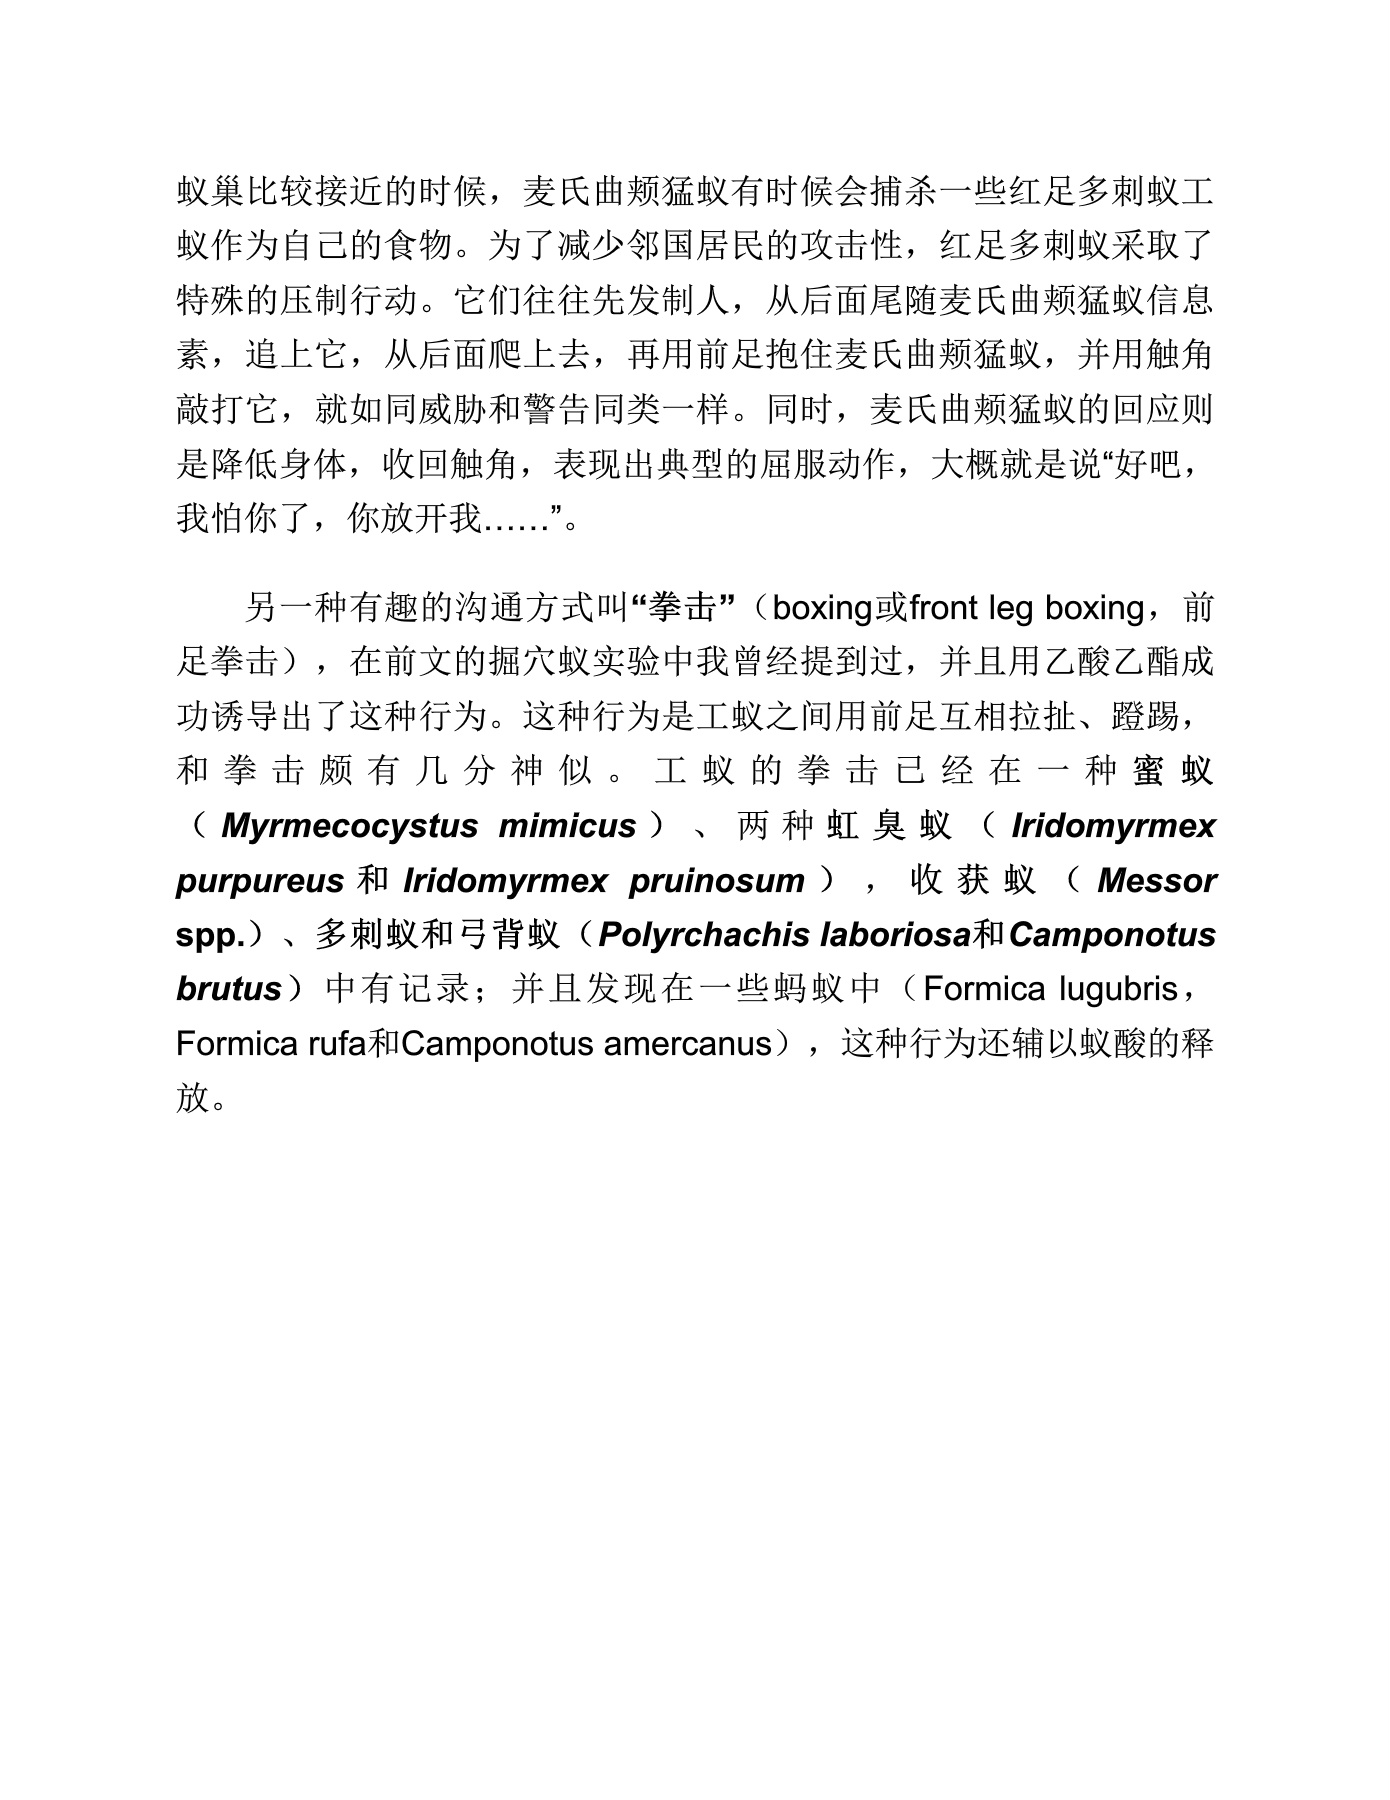 蚁巢比较接近的时候，麦氏曲颊猛蚁有时候会捕杀一些红足多刺蚁工
蚁作为自己的食物。为了减少邻国居民的攻击性，红足多刺蚁采取了
特殊的压制行动。它们往往先发制人，从后面尾随麦氏曲颊猛蚁信息
素，追上它，从后面爬上去，再用前足抱住麦氏曲颊猛蚁，并用触角
敲打它，就如同威胁和警告同类一样。同时，麦氏曲颊猛蚁的回应则
是降低身体，收回触角，表现出典型的屈服动作，大概就是说“好吧，
我怕你了，你放开我……”。
另一种有趣的沟通方式叫“拳击”（boxing或front leg boxing，前
足拳击），在前文的掘穴蚁实验中我曾经提到过，并且用乙酸乙酯成
功诱导出了这种行为。这种行为是工蚁之间用前足互相拉扯、蹬踢，
和拳击颇有几分神似。工蚁的拳击已经在一种蜜蚁
（Myrmecocystus mimicus）、两种虹臭蚁（Iridomyrmex
purpureus和Iridomyrmex pruinosum），收获蚁（Messor
spp.）、多刺蚁和弓背蚁（Polyrchachis laboriosa和Camponotus
brutus）中有记录；并且发现在一些蚂蚁中（Formica lugubris，
Formica rufa和Camponotus amercanus），这种行为还辅以蚁酸的释
放。